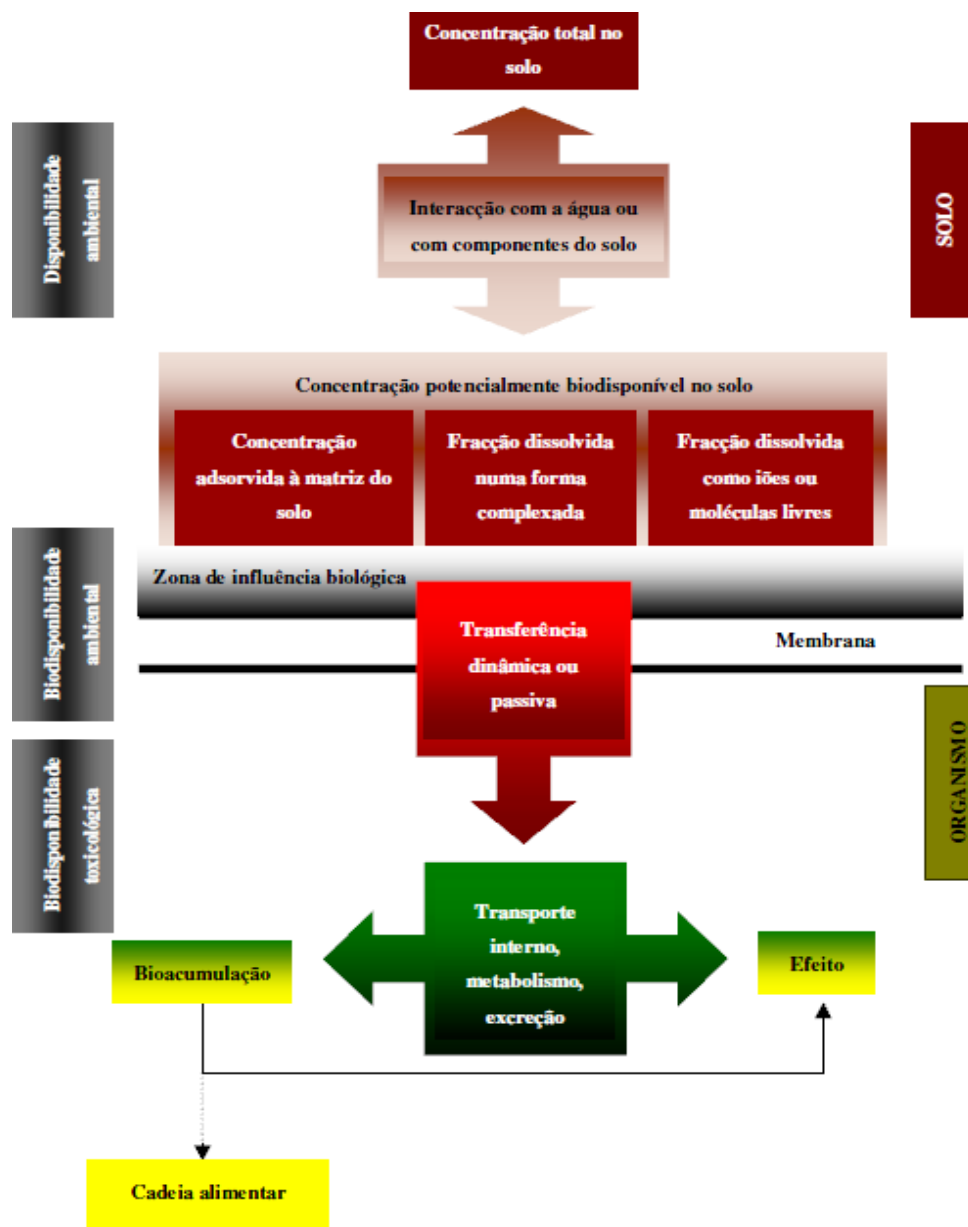 Concentração total no
solo
Disponibilidade
ambiental
Interacção com a água ou
com componentes do solo
SOLO
Concentração potencialmente biodisponível no solo
Concentração
adsorvida à matriz do
solo
Fracção dissolvida
numa forma
complexada
Fracção dissolvida
como iões ou
moléculas livres
Biodisponibilidade
ambiental
Zona de influência biológica
Transferência
dinâmica ou
passiva
Membrana
ORGANISMO
Biodisponibilidade
toxicológica
Transporte
interno,
metabolismo,
excreção
Bioacumulação
Efeito
Cadeia alimentar